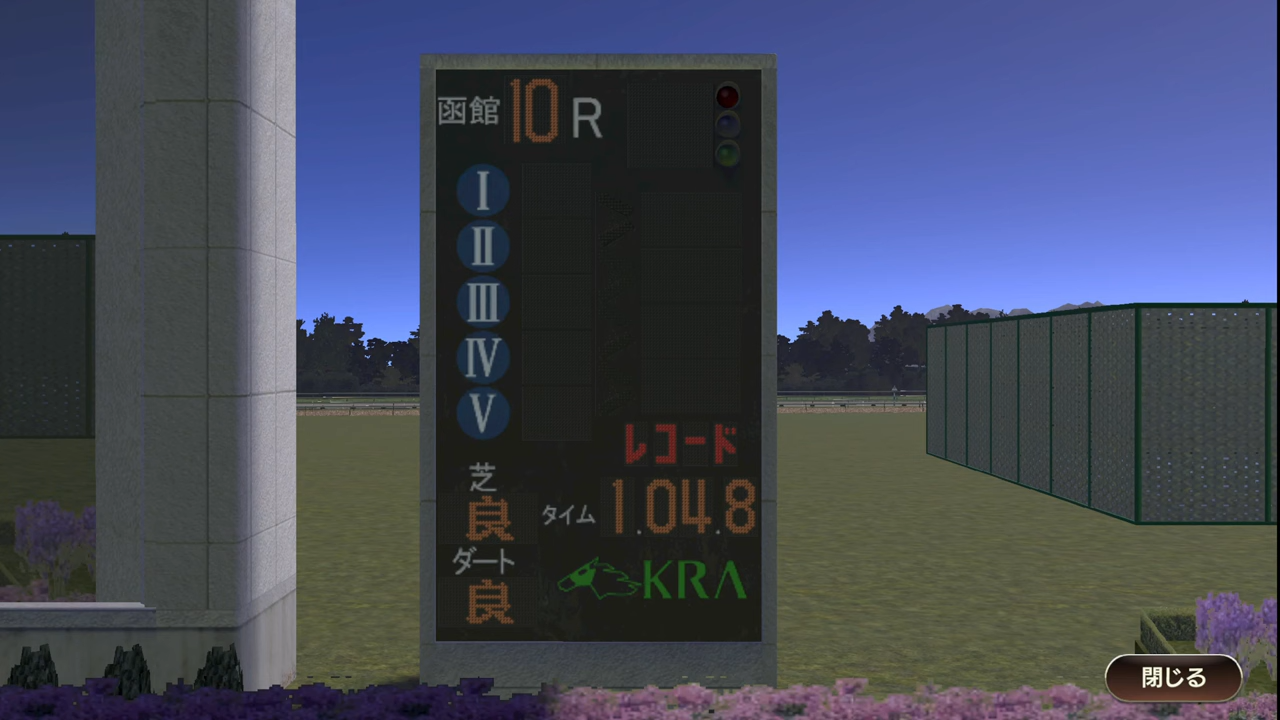 函館 10 R
Ⅰ
Ⅱ
Ⅲ
Ⅳ
Ⅴ
レコード
芝
良
タイム 1.04.8
ダート
良
KRA
閉じる